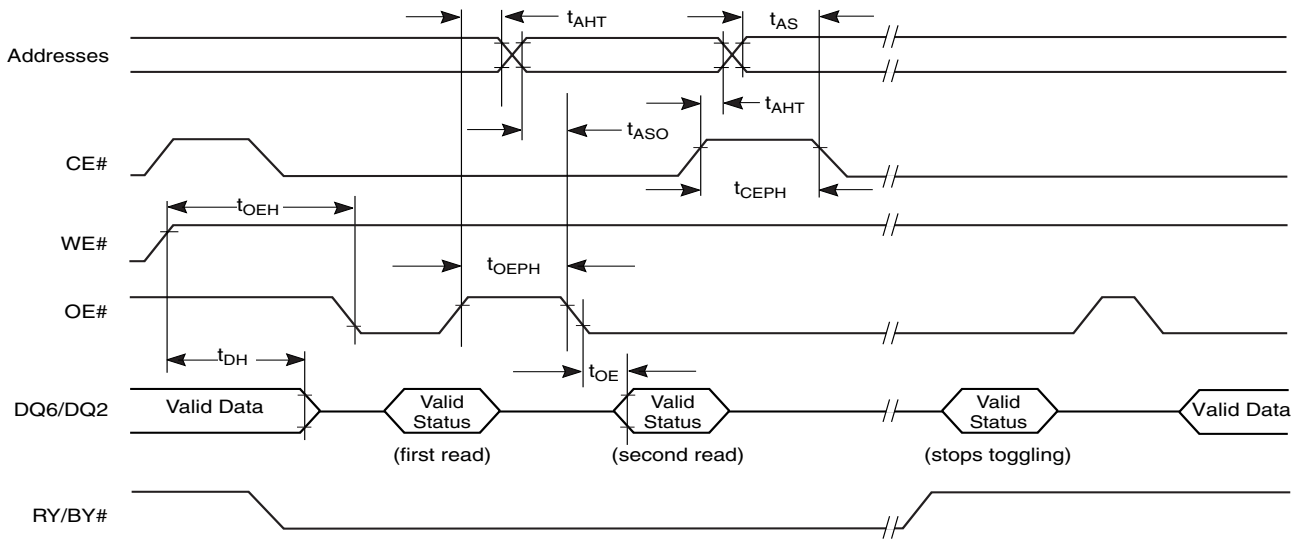 tAHT
tAS
Addresses
tAHT
tASO
CE#
tCEPH
tOEH
WE#
tOEPH
OE#
tDH
tOE
DQ6/DQ2
Valid Data
Valid
Status
Valid
Status
Valid
Status
Valid Data
(first read)
(second read)
(stops toggling)
RY/BY#